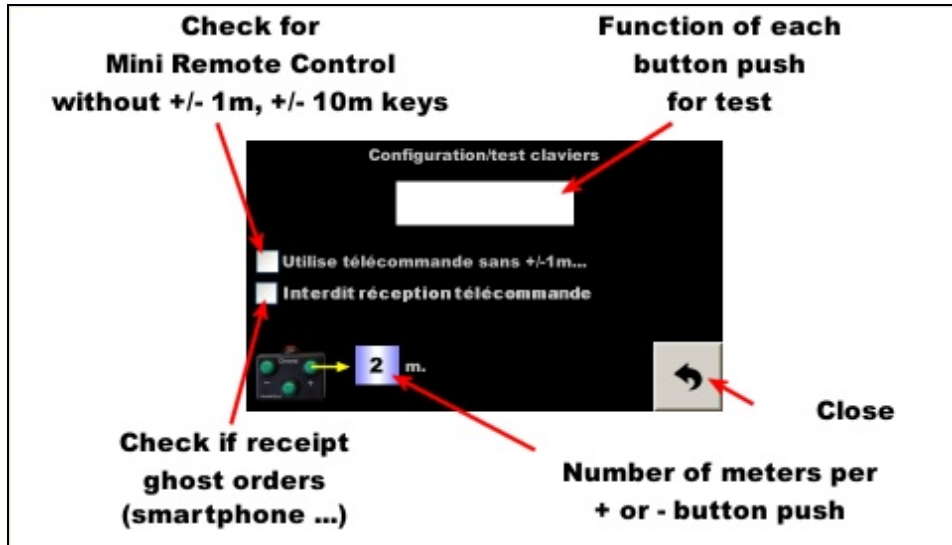 Check for
Mini Remote Control
without +/- 1m, +/- 10m keys
Function of each
button push
for test
Configuration/test claviers
Utilise télécommande sans +/-1m...
Interdit réception télécommande
2 m.
Close
Check if receipt
ghost orders
(smartphone ...)
Number of meters per
+ or - button push